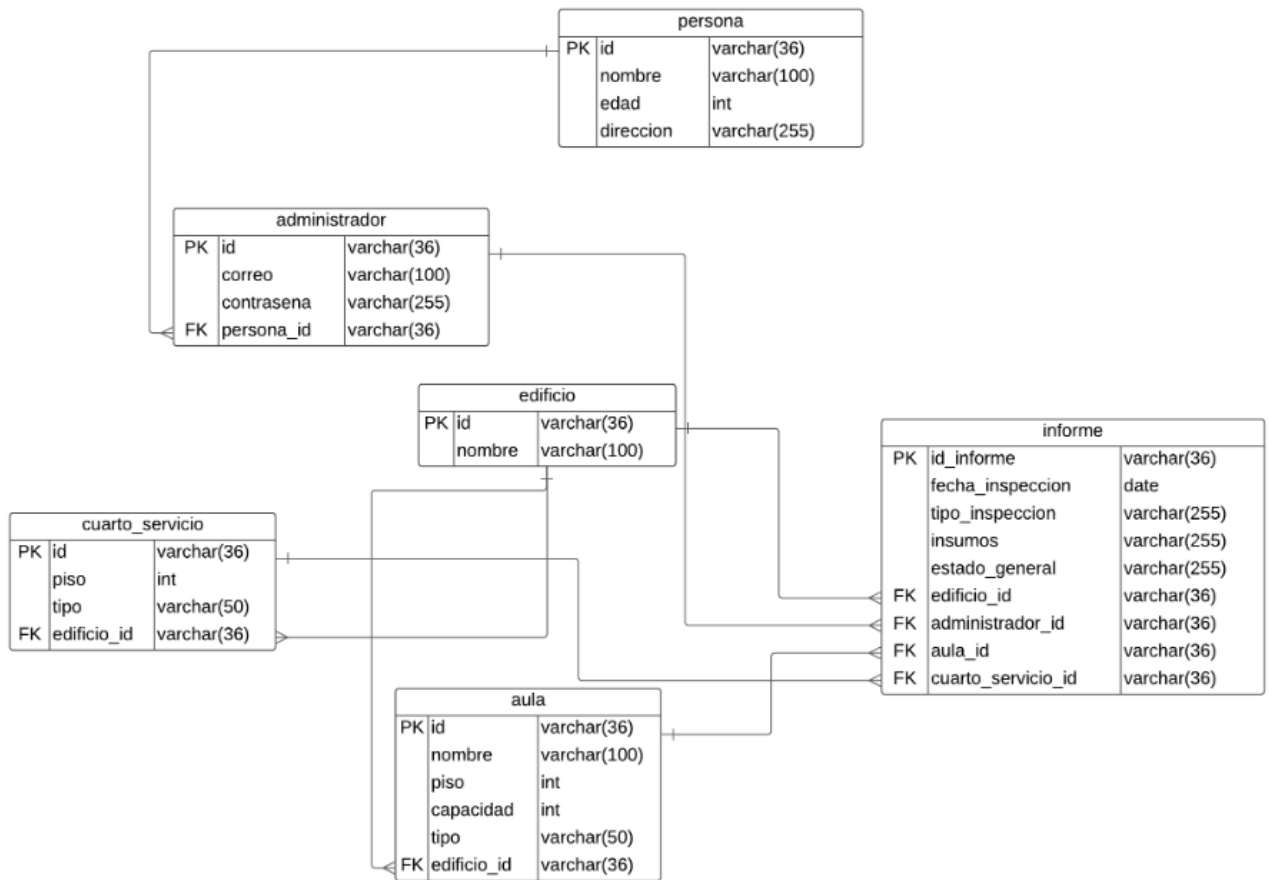 persona
PK id varchar(36)
nombre varchar(100)
edad int
direccion varchar(255)
administrador
PK id varchar(36)
correo varchar(100)
contrasena varchar(255)
FK persona_id varchar(36)
edificio
PK id varchar(36)
nombre varchar(100)
informe
PK id_informe varchar(36)
fecha_inspeccion date
tipo_inspeccion varchar(255)
insumos varchar(255)
estado_general varchar(255)
FK edificio_id varchar(36)
FK administrador_id varchar(36)
FK aula_id varchar(36)
FK cuarto_servicio_id varchar(36)
cuarto_servicio
PK id varchar(36)
piso int
tipo varchar(50)
FK edificio_id varchar(36)
aula
PK id varchar(36)
nombre varchar(100)
piso int
capacidad int
tipo varchar(50)
FK edificio_id varchar(36)